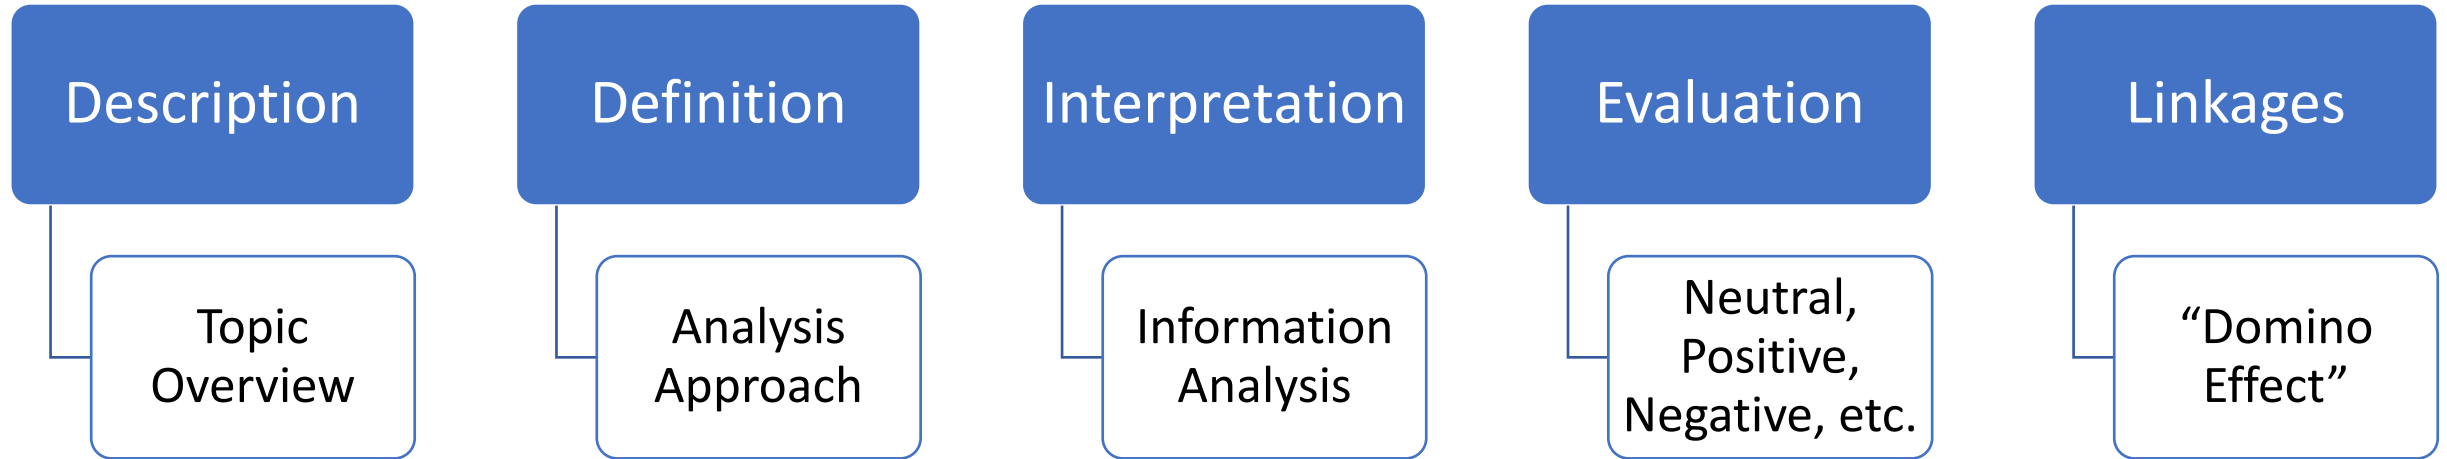 Description
Topic
Overview
Definition
Analysis
Approach
Interpretation
Information
Analysis
Evaluation
Neutral,
Positive,
Negative, etc.
Linkages
“Domino
Effect”